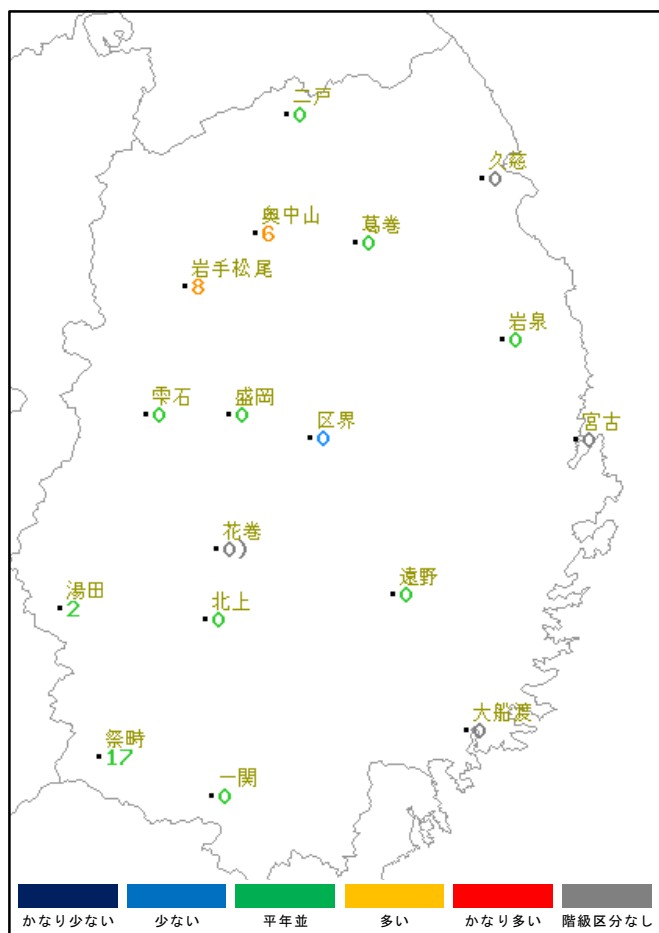 二戸
0
久慈
0
奥中山
6
葛巻
0
岩手松尾
8
岩泉
0
雫石
0
盛岡
0
区界
0
宮古
0
花巻
0)
湯田
2
北上
0
遠野
0
大船渡
0
祭畤
17
一関
0
かなり少ない 少ない 平年並 多い かなり多い 階級区分なし